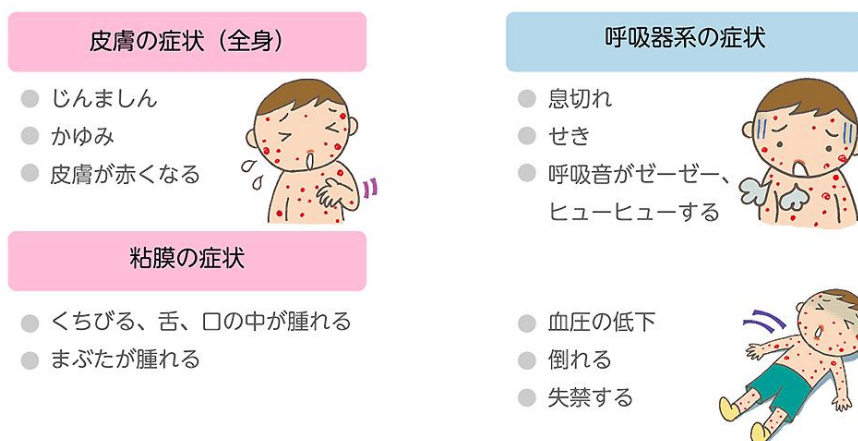 皮膚の症状（全身）
● じんましん
● かゆみ
● 皮膚が赤くなる
粘膜の症状
● くちびる、舌、口の中が腫れる
● まぶたが腫れる
呼吸器系の症状
● 息切れ
● せき
● 呼吸音がゼーゼー、
ヒューヒューする
● 血圧の低下
● 倒れる
● 失禁する